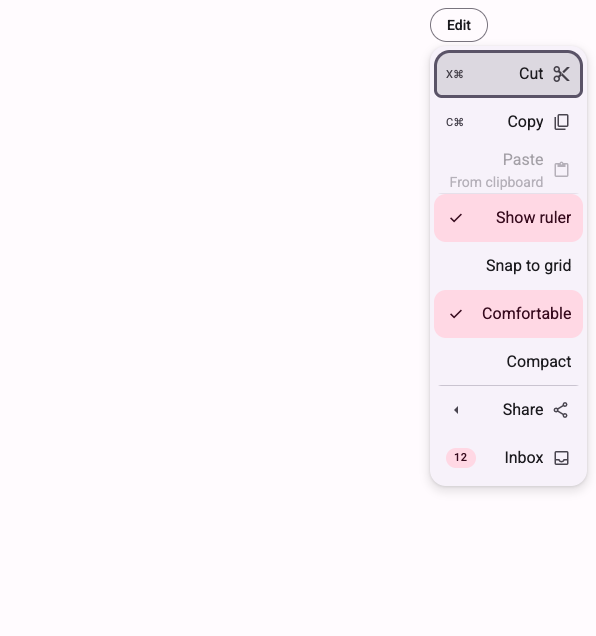 Edit
Cut X⌘
Copy C⌘
Paste
From clipboard
Show ruler
Snap to grid
Comfortable
Compact
Share
Inbox 12